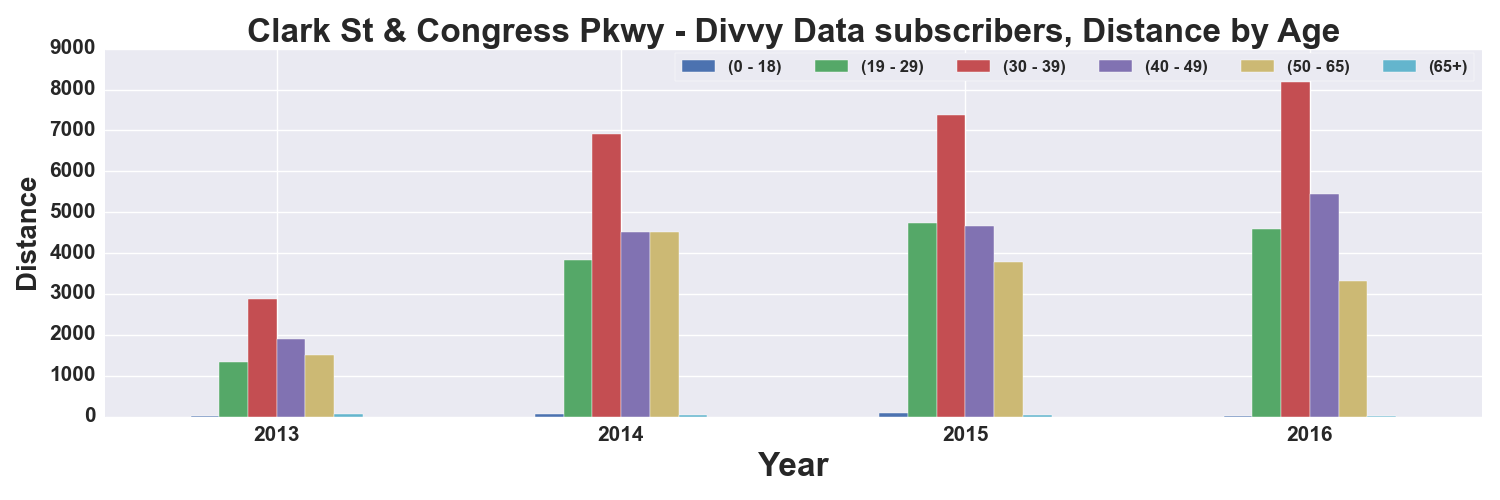 Clark St & Congress Pkwy - Divvy Data subscribers, Distance by Age
(0 - 18) (19 - 29) (30 - 39) (40 - 49) (50 - 65) (65+)
Distance
9000
8000
7000
6000
5000
4000
3000
2000
1000
0
2013 2014 2015 2016
Year